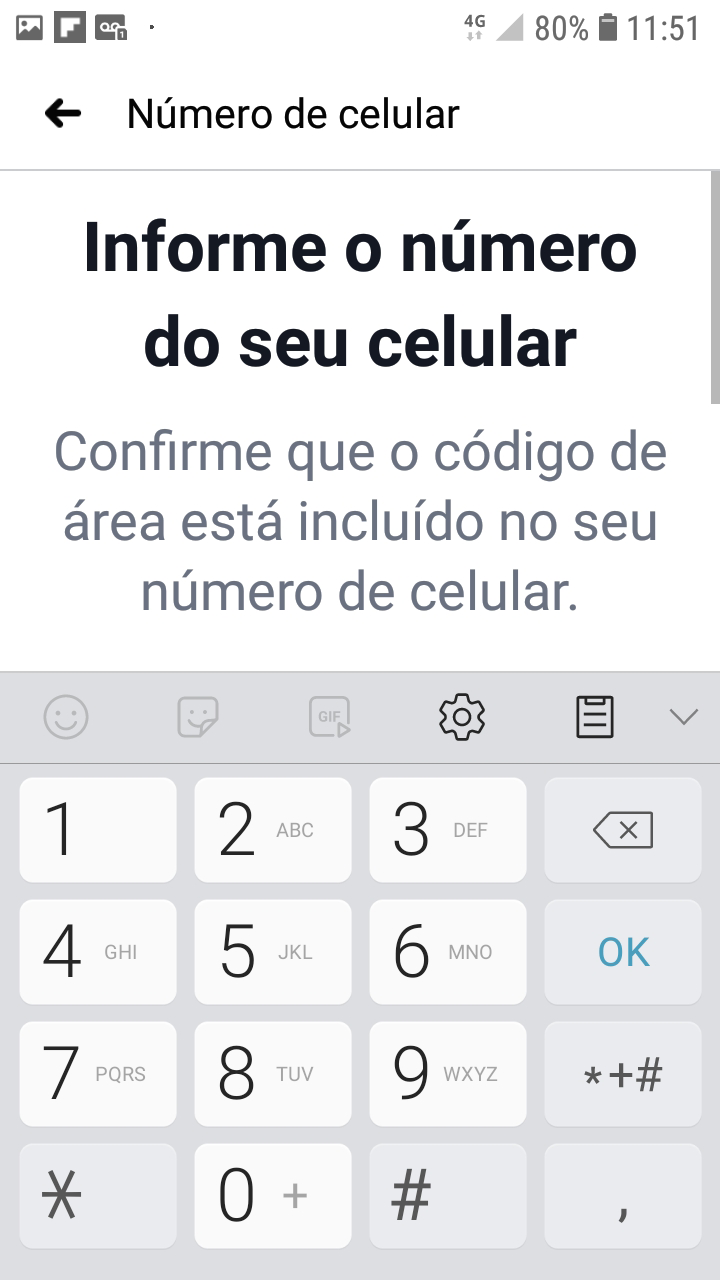 4G 80% 11:51
Número de celular
Informe o número
do seu celular
Confirme que o código de
área está incluído no seu
número de celular.
GIF
1 2 ABC 3 DEF
4 GHI 5 JKL 6 MNO OK
7 PQRS 8 TUV 9 WXYZ *+#
* 0 + # ,